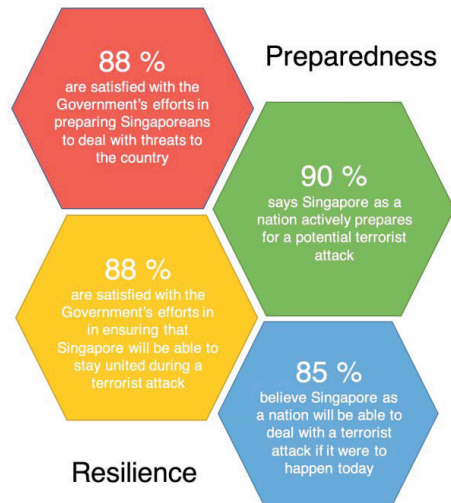 88 %
are satisfied with the
Government's efforts in
preparing Singaporeans
to deal with threats to
the country
Preparedness
90 %
says Singapore as a
nation actively prepares
for a potential terrorist
attack
88 %
are satisfied with the
Government's efforts in
in ensuring that
Singapore will be able to
stay united during a
terrorist attack
85 %
believe Singapore as
a nation will be able to
deal with a terrorist
attack if it were to
happen today
Resilience